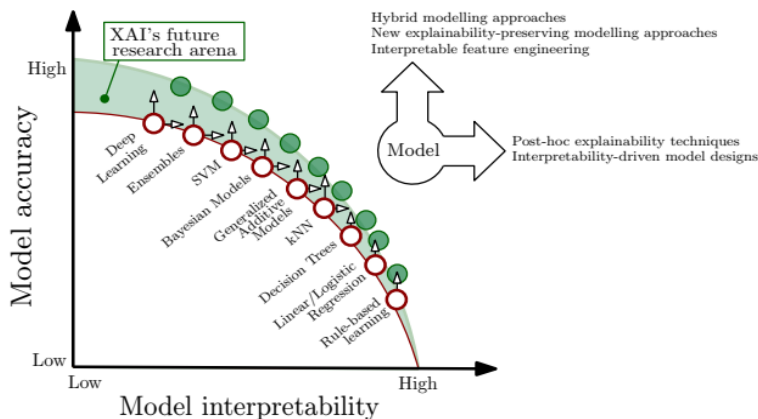 XAI's future
research arena
High
Low
Low
High
Model accuracy
Model interpretability
Deep
Learning
Ensembles
SVM
Bayesian Models
Generalized
Additive
Models
kNN
Decision Trees
Linear/Logistic
Regression
Rule-based
learning
Hybrid modelling approaches
New explainability-preserving modelling approaches
Interpretable feature engineering
Model
Post-hoc explainability techniques
Interpretability-driven model designs